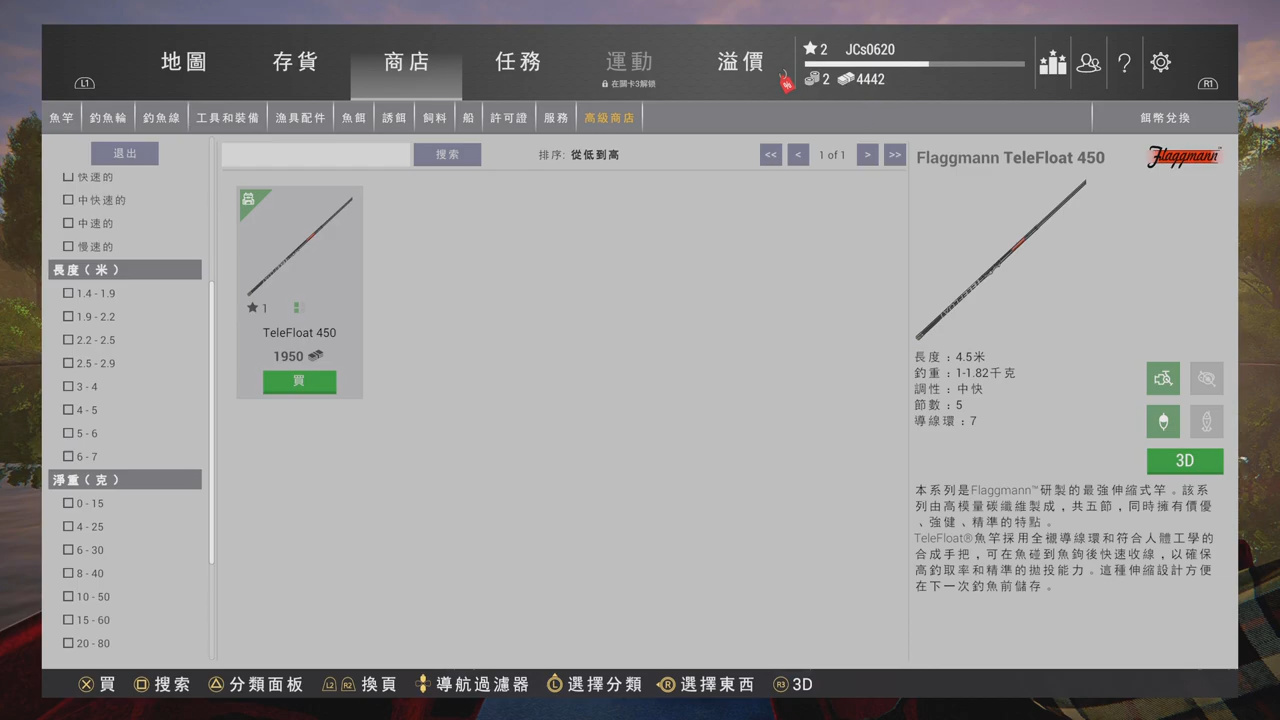 地圖
存貨
商店
任務
運動
在關卡3解鎖
溢價
2 JCs0620
2 4442
L1
R1
魚竿
釣魚輪
釣魚線
工具和裝備
漁具配件
魚餌
誘餌
飼料
船
許可證
服務
高級商店
餌幣兌換
退出
搜索
排序: 從低到高
<<
<
1 of 1
>
>>
快速的
中快速的
中速的
慢速的
長度(米)
1.4 - 1.9
1.9 - 2.2
2.2 - 2.5
2.5 - 2.9
3 - 4
4 - 5
5 - 6
6 - 7
淨重(克)
0 - 15
4 - 25
6 - 30
8 - 40
10 - 50
15 - 60
20 - 80
1
TeleFloat 450
1950
買
Flaggmann TeleFloat 450
Flaggmann™
長度:4.5米
釣重:1-1.82千克
調性:中快
節數:5
導線環:7
3D
本系列是Flaggmann™研製的最強伸縮式竿。該系
列由高模量碳纖維製成,共五節,同時擁有價優
、強健、精準的特點。
TeleFloat®魚竿採用全襯導線環和符合人體工學的
合成手把,可在魚碰到魚鉤後快速收線,以確保
高釣取率和精準的拋投能力。這種伸縮設計方便
在下一次釣魚前儲存。
買
搜索
分類面板
L2 R2 換頁
導航過濾器
L 選擇分類
R 選擇東西
R3 3D